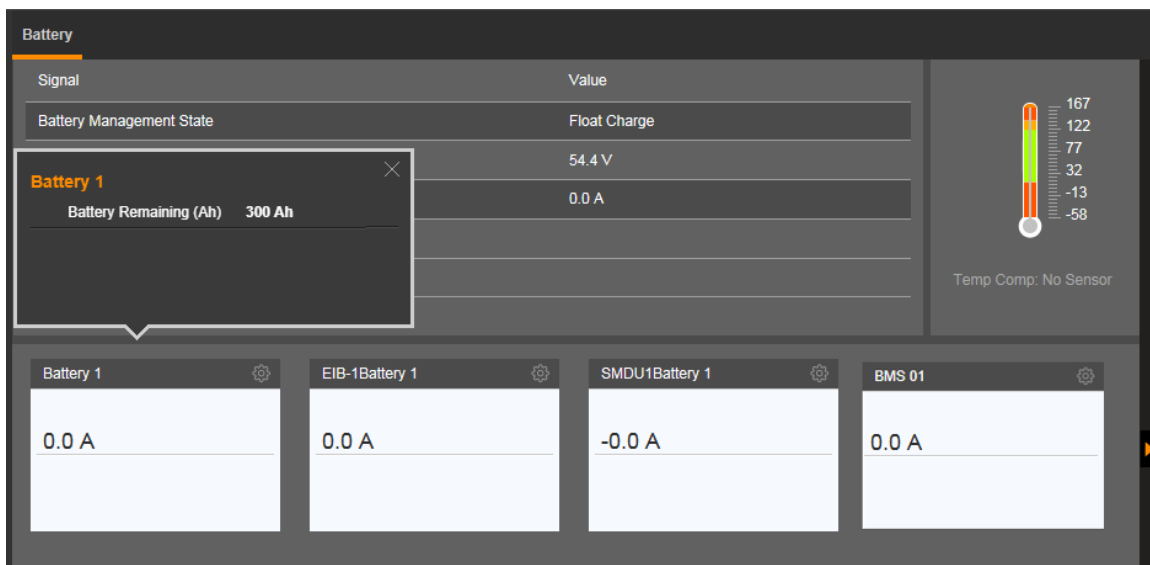 Battery
Signal Value
Battery Management State Float Charge
54.4 V
0.0 A
Battery 1
Battery Remaining (Ah) 300 Ah
167
122
77
32
-13
-58
Temp Comp: No Sensor
Battery 1
0.0 A
EIB-1Battery 1
0.0 A
SMDU1Battery 1
-0.0 A
BMS 01
0.0 A